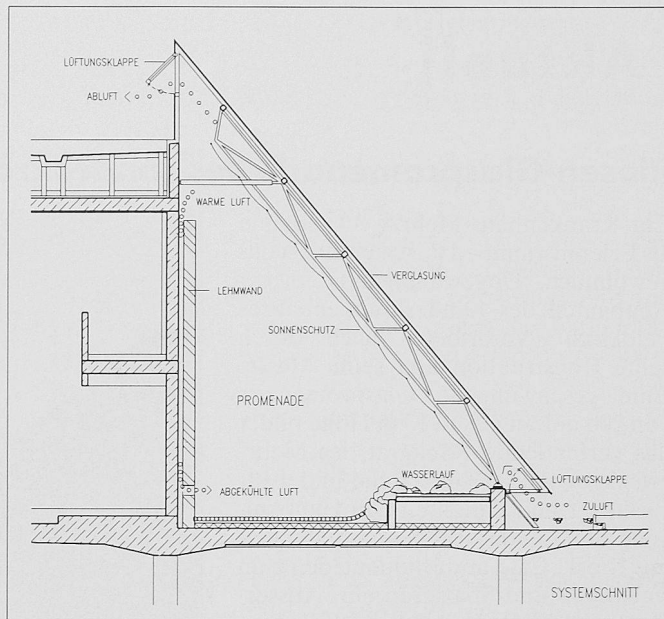 LÜFTUNGSKLAPPE
ABLUFT
WARME LUFT
VERGLASUNG
LEHMWAND
SONNENSCHUTZ
PROMENADE
WASSERLAUF
ABGEKÜHLTE LUFT
LÜFTUNGSKLAPPE
ZULUFT
SYSTEMSCHNITT